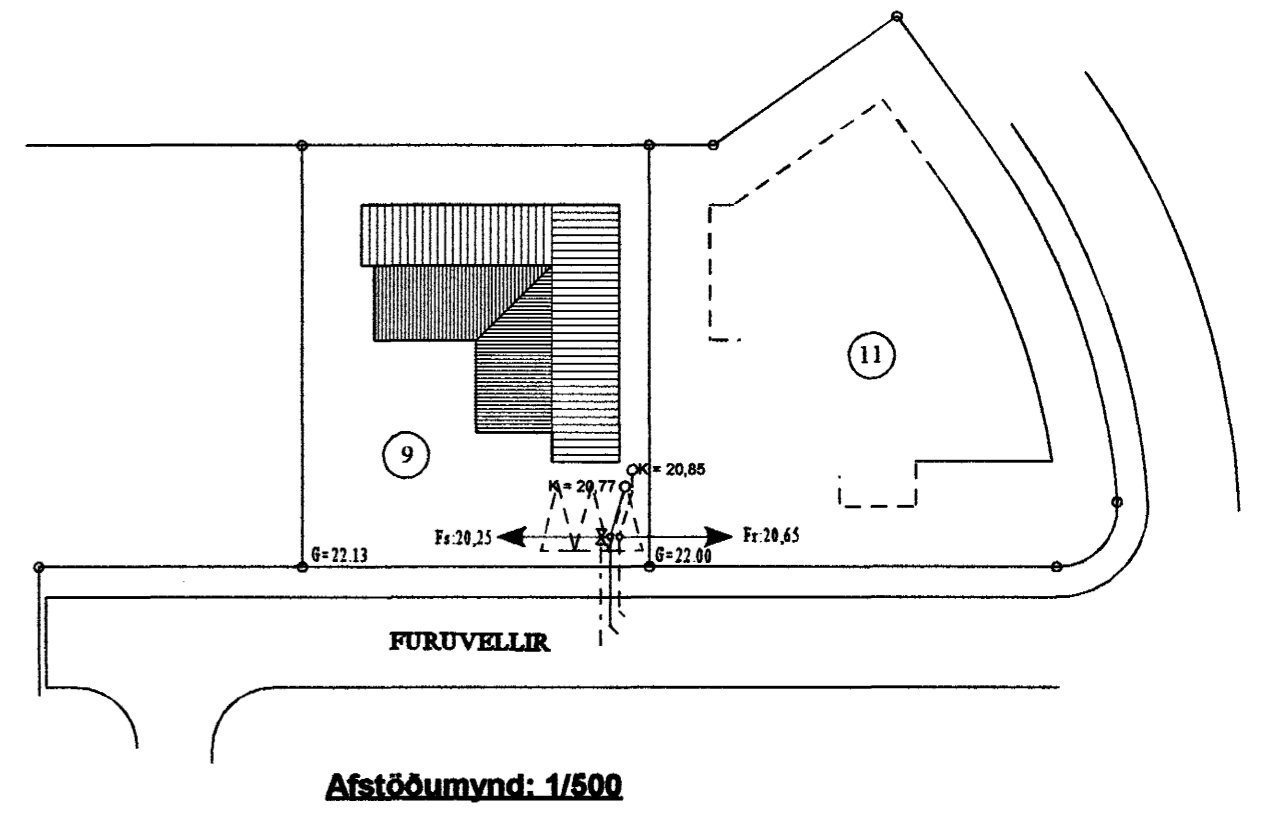 11
9
K = 20,85
K = 20,77
Fs:20,25
Fr:20,65
G=22.13
G=22.00
FURUVELLIR
Afstöðumynd: 1/500